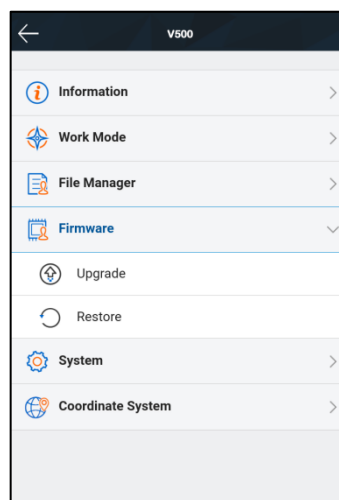 V500
Information
Work Mode
File Manager
Firmware
Upgrade
Restore
System
Coordinate System